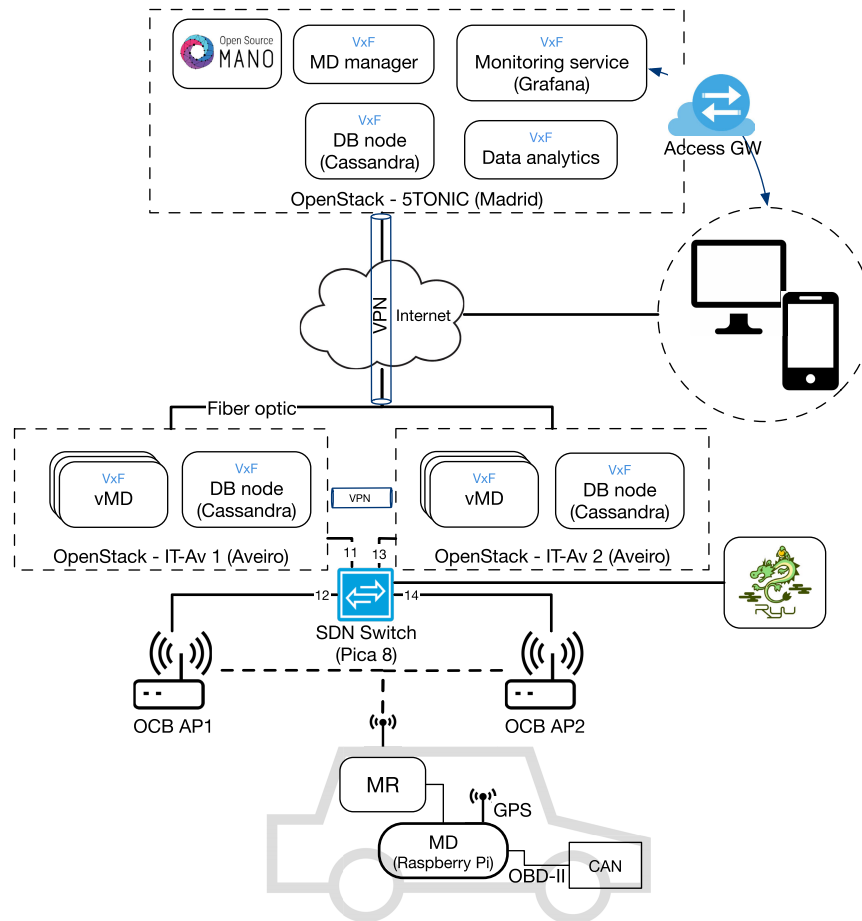 Open Source
MANO
VxF
MD manager
VxF
Monitoring service
(Grafana)
VxF
DB node
(Cassandra)
VxF
Data analytics
Access GW
OpenStack - 5TONIC (Madrid)
VPN
Internet
Fiber optic
VxF
vMD
VxF
DB node
(Cassandra)
VPN
VxF
vMD
VxF
DB node
(Cassandra)
OpenStack - IT-Av 1 (Aveiro)
11
13
OpenStack - IT-Av 2 (Aveiro)
12
14
SDN Switch
(Pica 8)
Ryu
OCB AP1
OCB AP2
MR
GPS
MD
(Raspberry Pi)
OBD-II
CAN